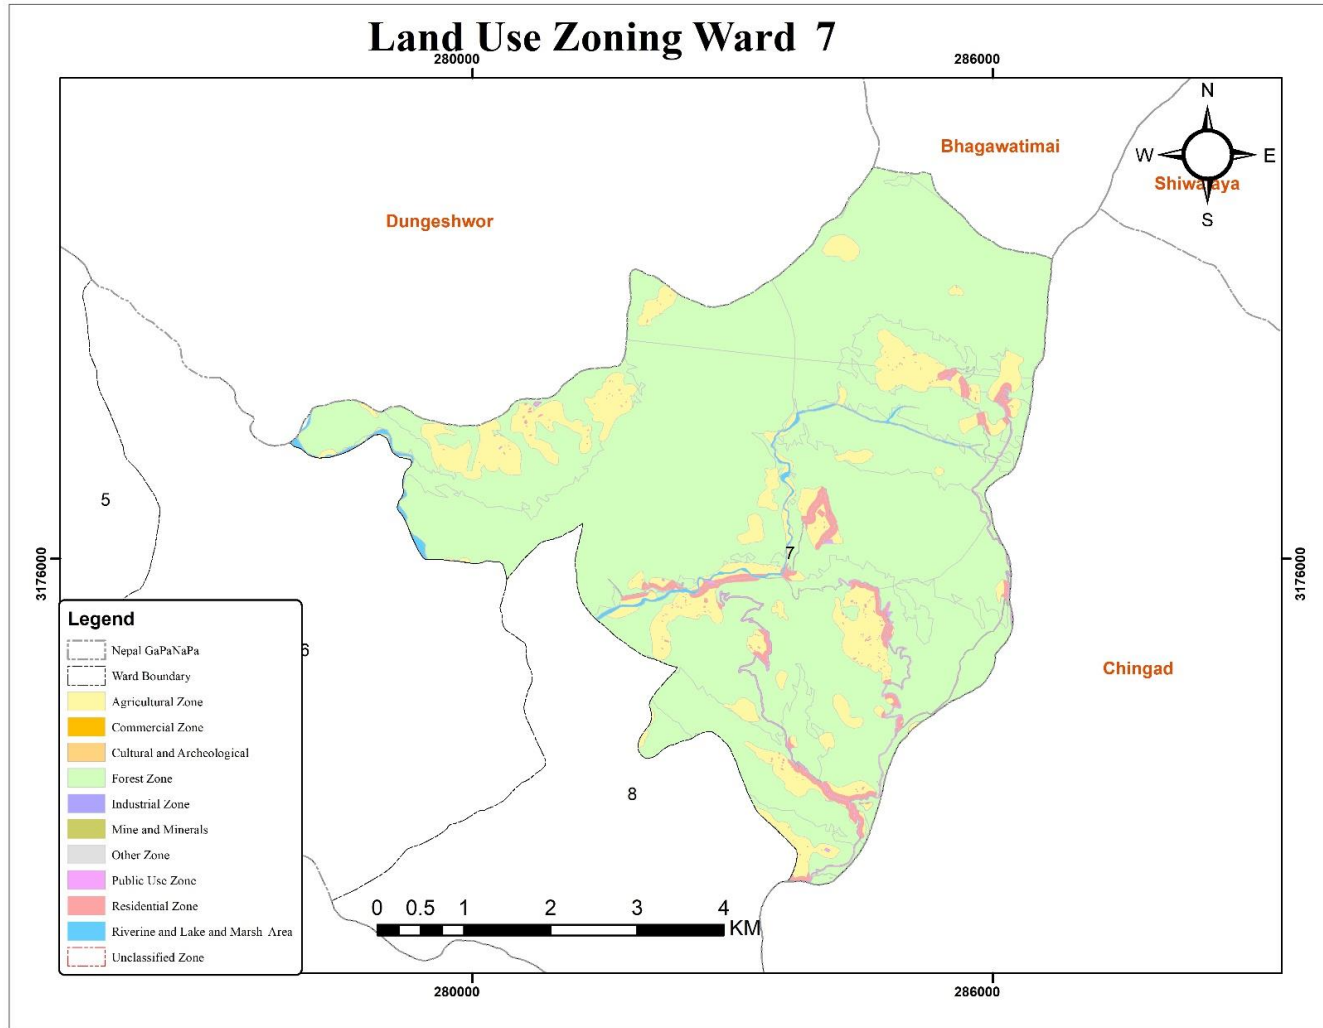 Land Use Zoning Ward 7
280000
286000
N
W
E
S
Bhagawatimai
Shiwalaya
Dungeshwor
5
7
3176000
3176000
Chingad
6
8
Legend
Nepal GaPaNaPa
Ward Boundary
Agricultural Zone
Commercial Zone
Cultural and Archeological
Forest Zone
Industrial Zone
Mine and Minerals
Other Zone
Public Use Zone
Residential Zone
Riverine and Lake and Marsh Area
Unclassified Zone
0 0.5 1 2 3 4
KM
280000
286000